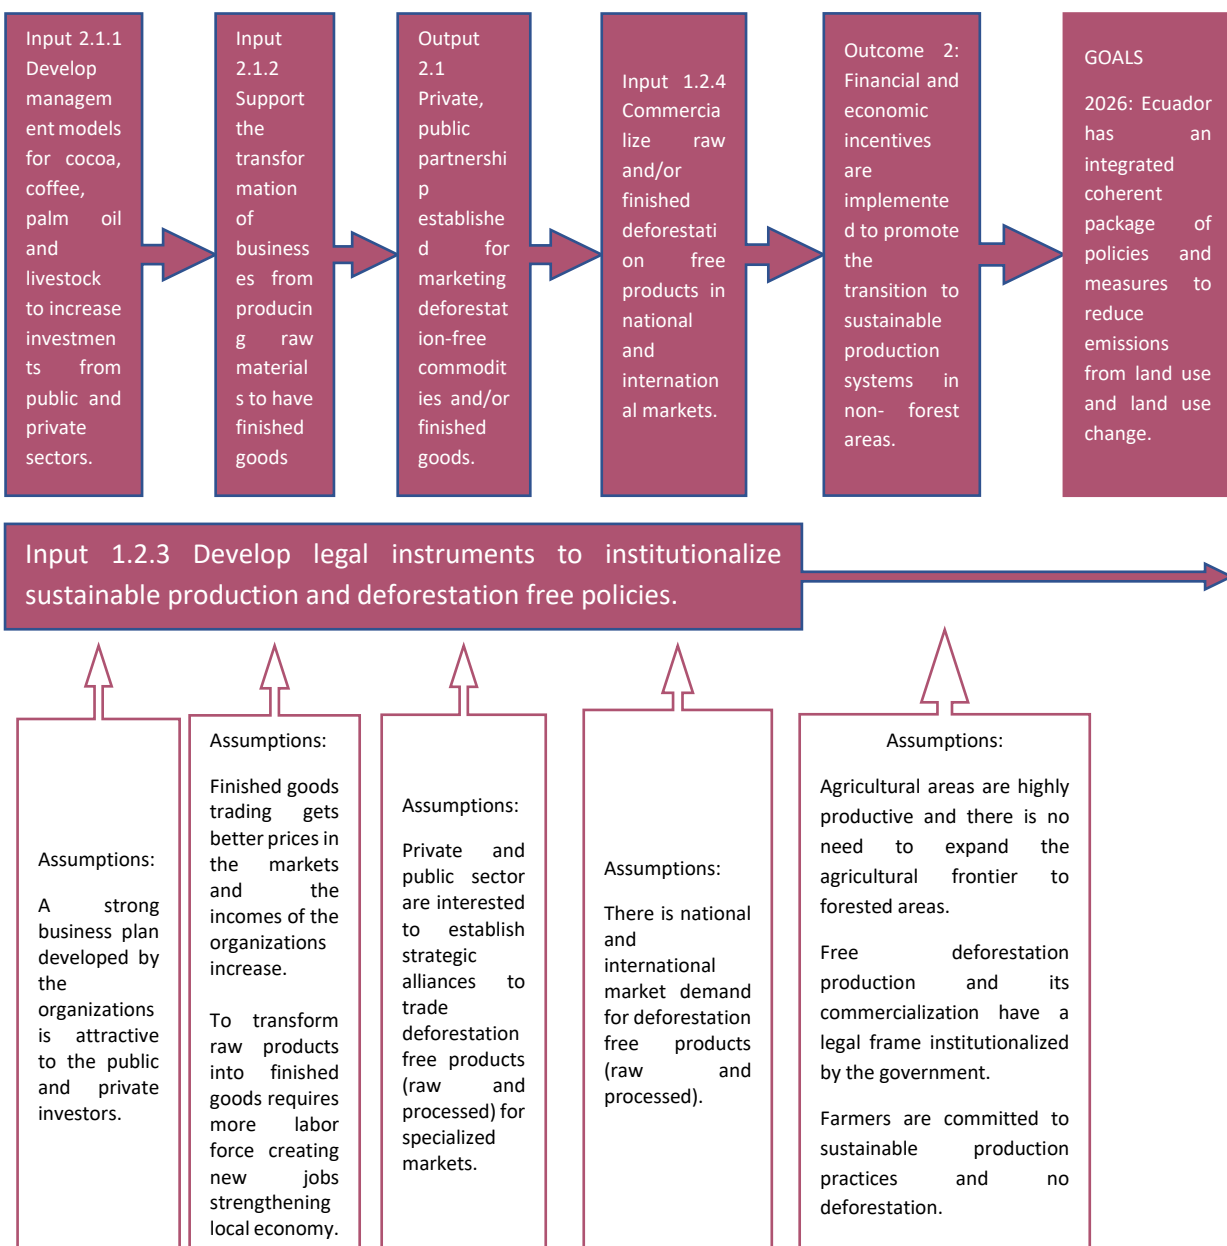 Input 2.1.1
Develop
managem
ent models
for cocoa,
coffee,
palm oil
and
livestock
to increase
investmen
ts from
public and
private
sectors.
Input
2.1.2
Support
the
transfor
mation
of
business
es from
producin
g raw
material
s to have
finished
goods
Output
2.1
Private,
public
partnershi
p
establishe
d for
marketing
deforestat
ion-free
commodit
ies and/or
finished
goods.
Input 1.2.4
Commercia
lize raw
and/or
finished
deforestati
on free
products in
national
and
internation
al markets.
Outcome 2:
Financial and
economic
incentives
are
implemente
d to promote
the
transition to
sustainable
production
systems in
non- forest
areas.
GOALS
2026: Ecuador
has an
integrated
coherent
package of
policies and
measures to
reduce
emissions
from land use
and land use
change.
Input 1.2.3 Develop legal instruments to institutionalize
sustainable production and deforestation free policies.
Assumptions:
A strong
business plan
developed by
the
organizations
is attractive
to the public
and private
investors.
Assumptions:
Finished goods
trading gets
better prices in
the markets
and the
incomes of the
organizations
increase.
To transform
raw products
into finished
goods requires
more labor
force creating
new jobs
strengthening
local economy.
Assumptions:
Private and
public sector
are interested
to establish
strategic
alliances to
trade
deforestation
free products
(raw and
processed) for
specialized
markets.
Assumptions:
There is national
and
international
market demand
for deforestation
free products
(raw and
processed).
Assumptions:
Agricultural areas are highly
productive and there is no
need to expand the
agricultural frontier to
forested areas.
Free deforestation
production and its
commercialization have a
legal frame institutionalized
by the government.
Farmers are committed to
sustainable production
practices and no
deforestation.